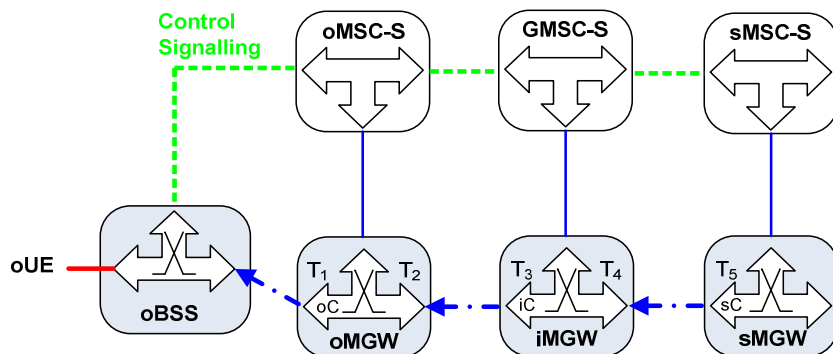 Control
Signalling
oMSC-S
GMSC-S
sMSC-S
oUE
oBSS
T1
T2
oC
oMGW
T3
T4
iC
iMGW
T5
sC
sMGW